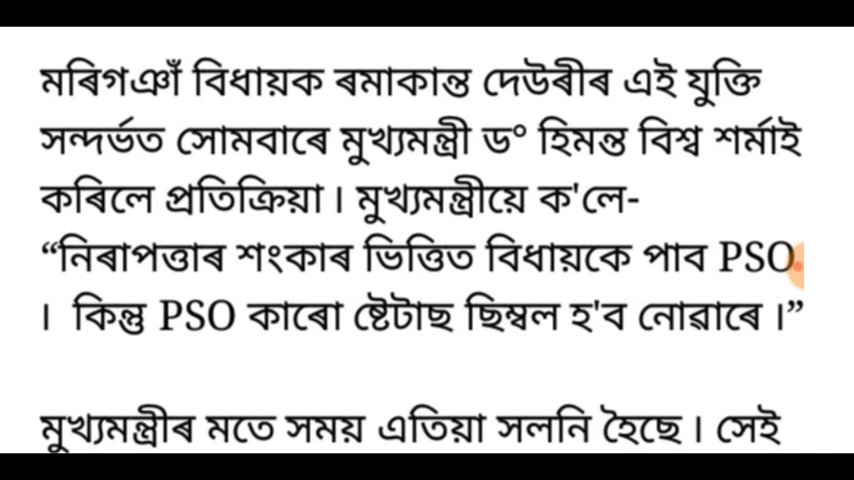 মৰিগঞাঁ বিধায়ক ৰমাকান্ত দেউৰীৰ এই যুক্তি
সন্দৰ্ভত সোমবাৰে মুখ্যমন্ত্ৰী ড° হিমন্ত বিশ্ব শৰ্মাই
কৰিলে প্ৰতিক্ৰিয়া । মুখ্যমন্ত্ৰীয়ে ক'লে-
“নিৰাপত্তাৰ শংকাৰ ভিত্তিত বিধায়কে পাব PSO
। কিন্তু PSO কাৰো ষ্টেটাছ ছিম্বল হ'ব নোৱাৰে ।”
মুখ্যমন্ত্ৰীৰ মতে সময় এতিয়া সলনি হৈছে । সেই